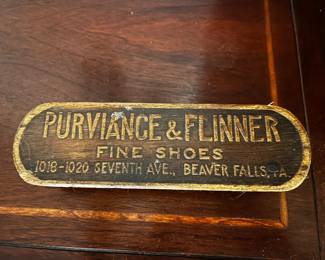 PURVIANCE & FLINNER
FINE SHOES
1018-1020 SEVENTH AVE., BEAVER FALLS, PA.